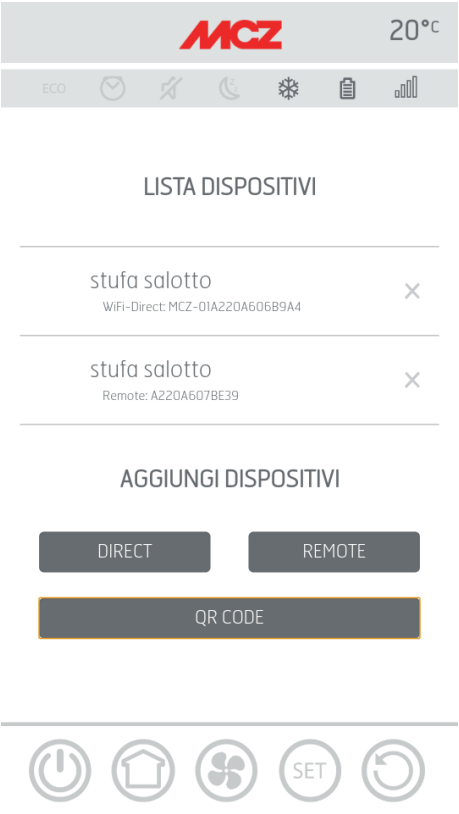 MCZ
20°C
ECO
LISTA DISPOSITIVI
stufa salotto
WiFi-Direct: MCZ-01A220A606B9A4
stufa salotto
Remote: A220A607BE39
AGGIUNGI DISPOSITIVI
DIRECT
REMOTE
QR CODE
SET